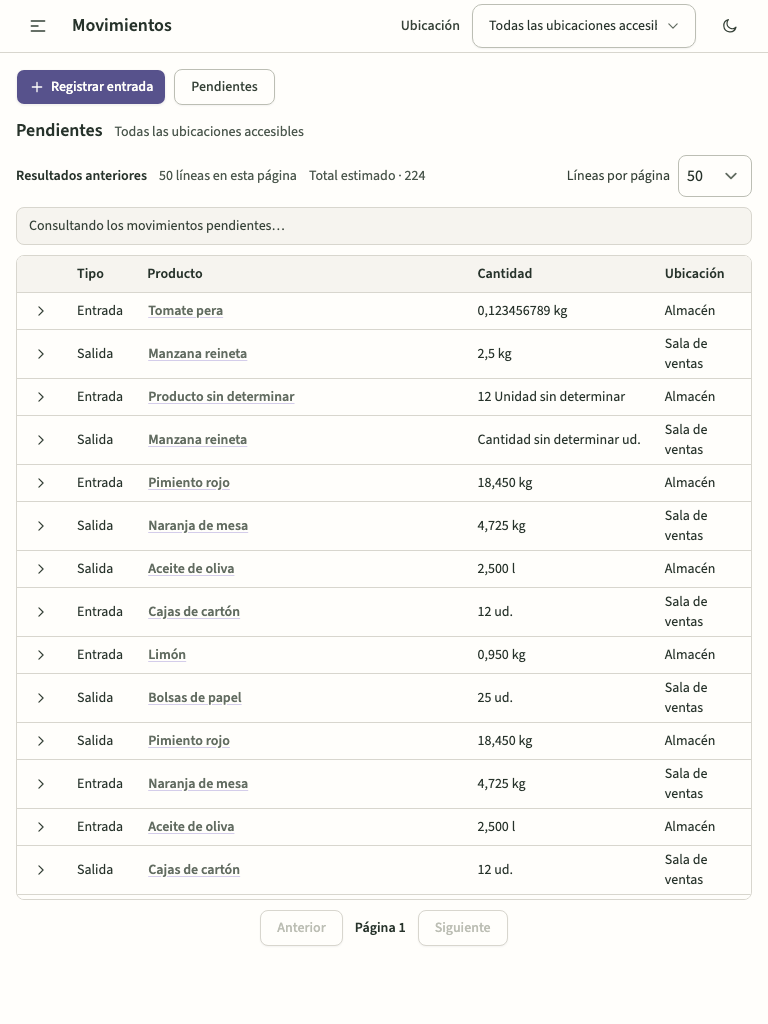 Movimientos
Ubicación
Todas las ubicaciones accesil
Registrar entrada
Pendientes
Pendientes Todas las ubicaciones accesibles
Resultados anteriores 50 líneas en esta página Total estimado · 224
Líneas por página 50
Consultando los movimientos pendientes…
Tipo Producto Cantidad Ubicación
Entrada Tomate pera 0,123456789 kg Almacén
Salida Manzana reineta 2,5 kg Sala de
ventas
Entrada Producto sin determinar 12 Unidad sin determinar Almacén
Salida Manzana reineta Cantidad sin determinar ud. Sala de
ventas
Entrada Pimiento rojo 18,450 kg Almacén
Salida Naranja de mesa 4,725 kg Sala de
ventas
Salida Aceite de oliva 2,500 l Almacén
Entrada Cajas de cartón 12 ud. Sala de
ventas
Entrada Limón 0,950 kg Almacén
Salida Bolsas de papel 25 ud. Sala de
ventas
Salida Pimiento rojo 18,450 kg Almacén
Entrada Naranja de mesa 4,725 kg Sala de
ventas
Entrada Aceite de oliva 2,500 l Almacén
Salida Cajas de cartón 12 ud. Sala de
ventas
Anterior Página 1 Siguiente